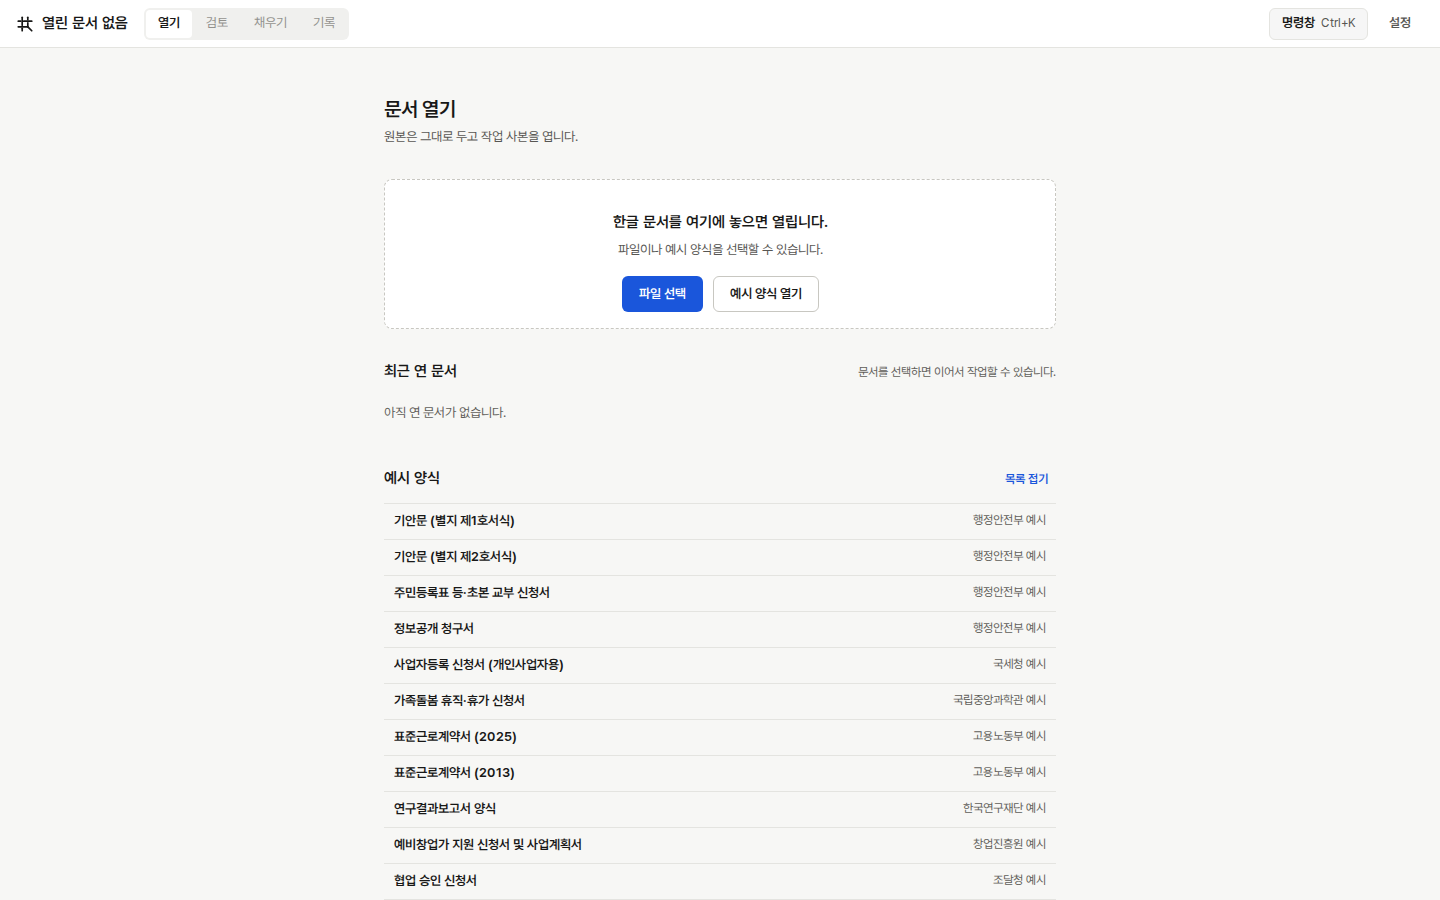 열린 문서 없음 열기 검토 채우기 기록 명령창 Ctrl+K 설정
문서 열기
원본은 그대로 두고 작업 사본을 엽니다.
한글 문서를 여기에 놓으면 열립니다.
파일이나 예시 양식을 선택할 수 있습니다.
파일 선택 예시 양식 열기
최근 연 문서 문서를 선택하면 이어서 작업할 수 있습니다.
아직 연 문서가 없습니다.
예시 양식 목록 접기
기안문 (별지 제1호서식) 행정안전부 예시
기안문 (별지 제2호서식) 행정안전부 예시
주민등록표 등·초본 교부 신청서 행정안전부 예시
정보공개 청구서 행정안전부 예시
사업자등록 신청서 (개인사업자용) 국세청 예시
가족돌봄 휴직·휴가 신청서 국립중앙과학관 예시
표준근로계약서 (2025) 고용노동부 예시
표준근로계약서 (2013) 고용노동부 예시
연구결과보고서 양식 한국연구재단 예시
예비창업가 지원 신청서 및 사업계획서 창업진흥원 예시
협업 승인 신청서 조달청 예시